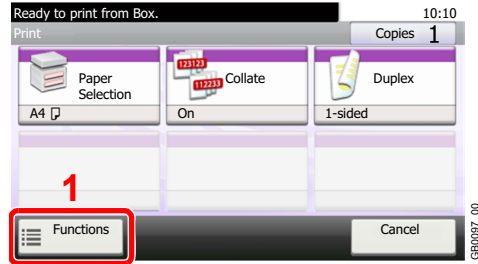 Ready to print from Box.
10:10
Print
Copies 1
123123
112233
Paper
Selection
Collate
Duplex
A4
On
1-sided
1
Functions
Cancel
GB0097_00